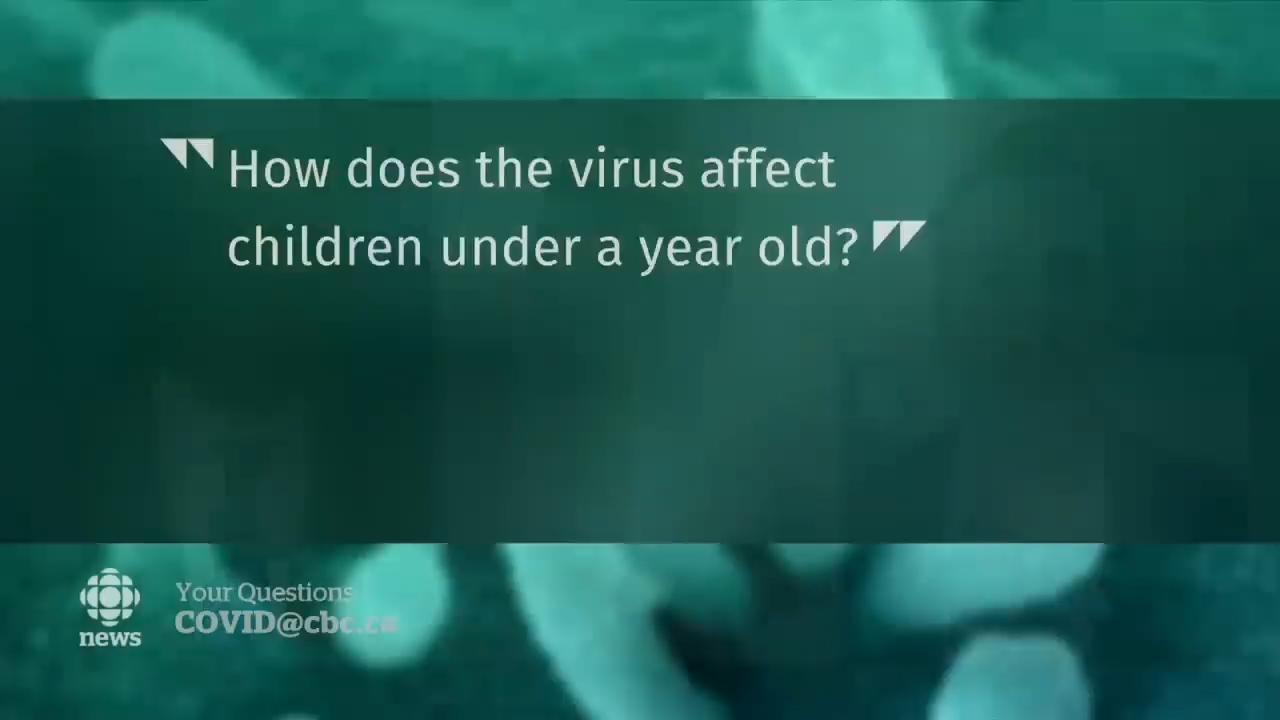 How does the virus affect
children under a year old?
Your Questions
COVID@cbc.ca
news